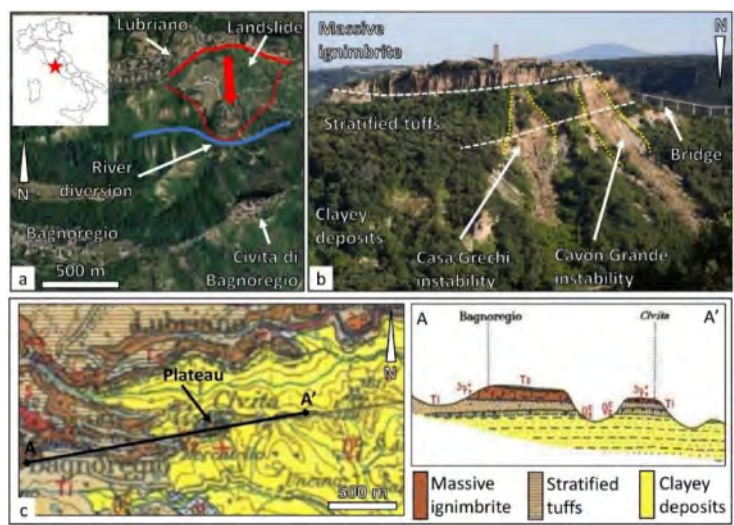 Lubriano
Landslide
River
diversion
N
Bagnoregio
Civita di
Bagnoregio
a
500 m
Massive
ignimbrite
N
Stratified tuffs
Bridge
Clayey
deposits
Casa Grechi
instability
Cavon Grande
instability
b
Lubriano
N
Plateau
Civita
A'
A
Bagnoregio
c
500 m
A
Bagnoregio
Civita
A'
Massive
ignimbrite
Stratified
tuffs
Clayey
deposits